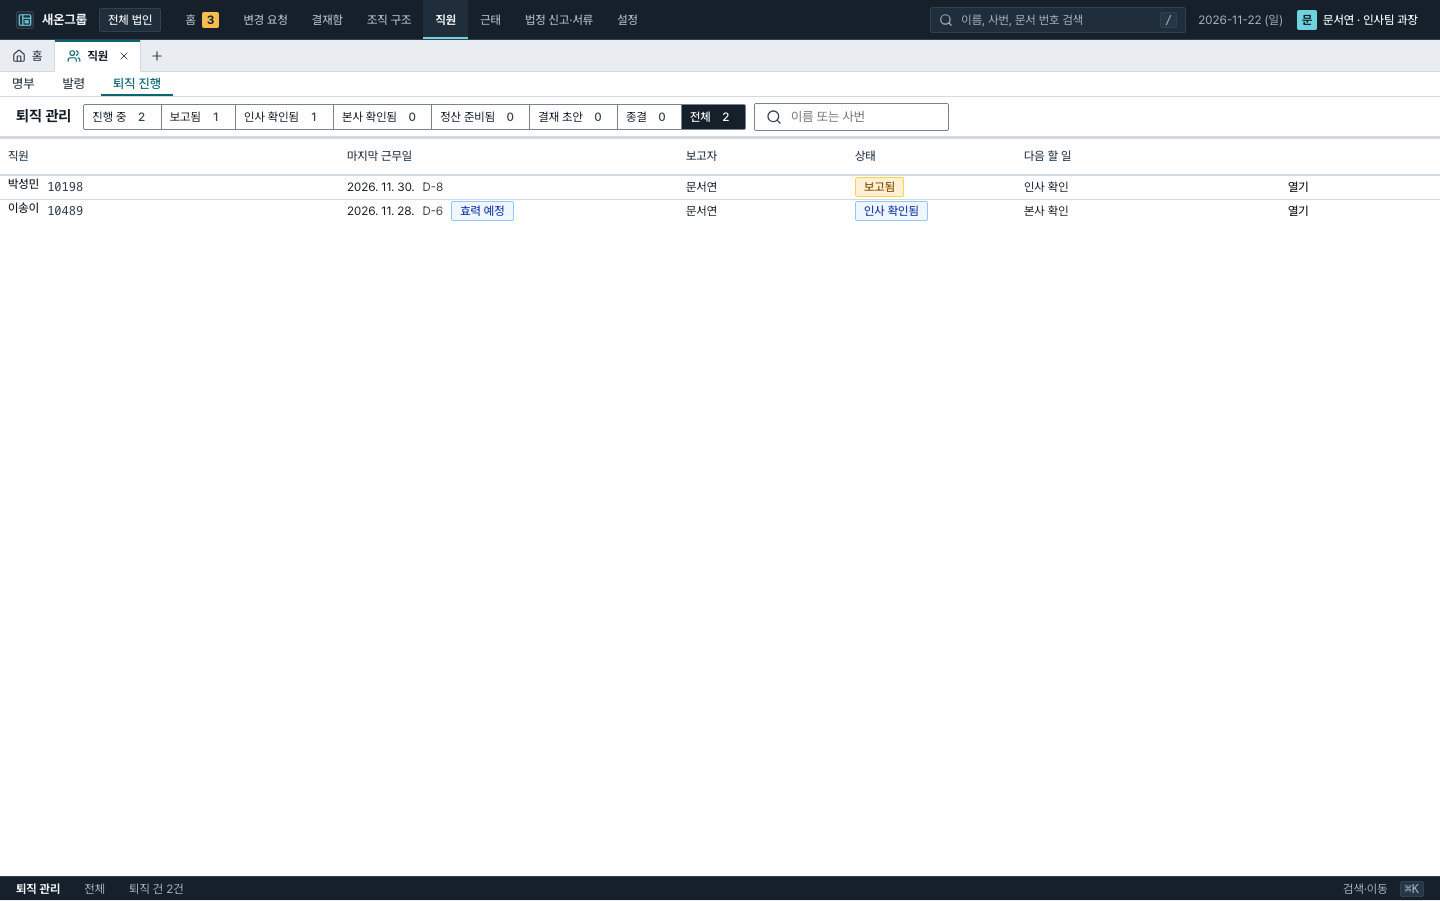 새온그룹 전체 법인 홈 3 변경 요청 결재함 조직 구조 직원 근태 법정 신고·서류 설정 이름, 사번, 문서 번호 검색 / 2026-11-22 (일) 문 문서연 · 인사팀 과장
홈 직원
명부 발령 퇴직 진행
퇴직 관리 진행 중 2 보고됨 1 인사 확인됨 1 본사 확인됨 0 정산 준비됨 0 결재 초안 0 종결 0 전체 2 이름 또는 사번
직원 마지막 근무일 보고자 상태 다음 할 일
박성민 10198 2026. 11. 30. D-8 문서연 보고됨 인사 확인 열기
이송이 10489 2026. 11. 28. D-6 효력 예정 문서연 인사 확인됨 본사 확인 열기
퇴직 관리 전체 퇴직 건 2건 검색·이동 ⌘K